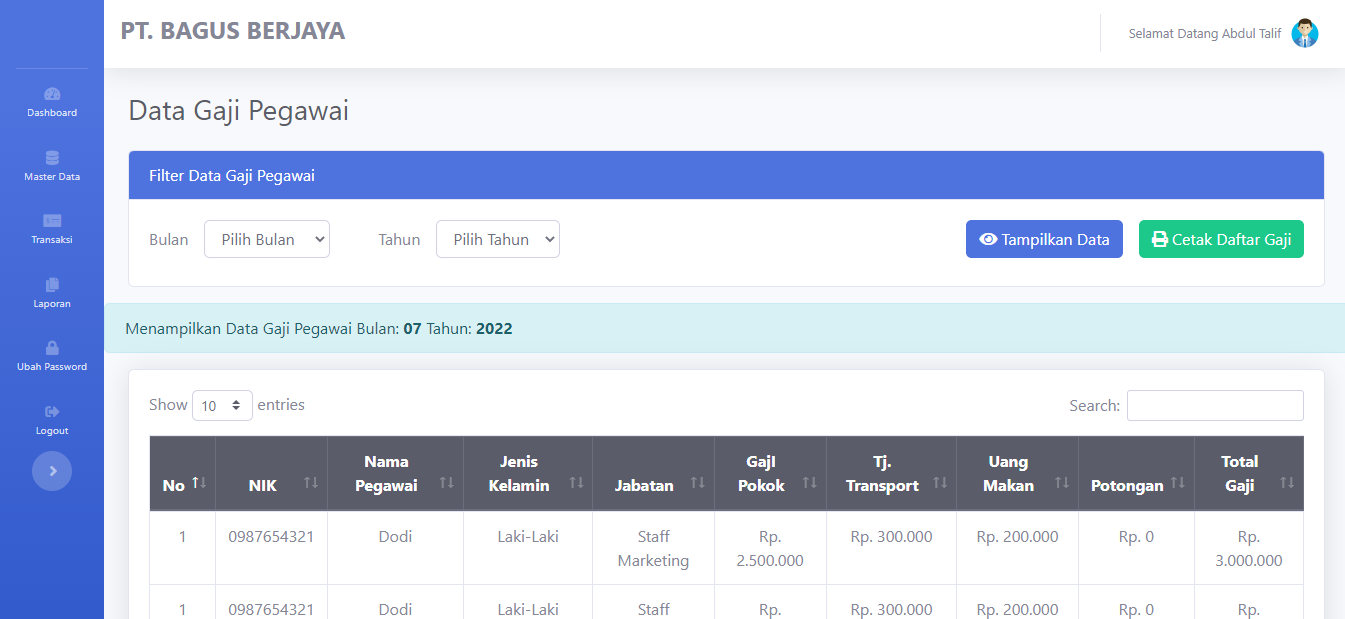 PT. BAGUS BERJAYA
Selamat Datang Abdul Talif
Dashboard
Master Data
Transaksi
Laporan
Ubah Password
Logout
Data Gaji Pegawai
Filter Data Gaji Pegawai
Bulan Pilih Bulan Tahun Pilih Tahun Tampilkan Data Cetak Daftar Gaji
Menampilkan Data Gaji Pegawai Bulan: 07 Tahun: 2022
Show 10 entries Search:
No NIK Nama Pegawai Jenis Kelamin Jabatan GajI Pokok Tj. Transport Uang Makan Potongan Total Gaji
1 0987654321 Dodi Laki-Laki Staff Marketing Rp. 2.500.000 Rp. 300.000 Rp. 200.000 Rp. 0 Rp. 3.000.000
1 0987654321 Dodi Laki-Laki Staff Rp. Rp. 300.000 Rp. 200.000 Rp. 0 Rp.